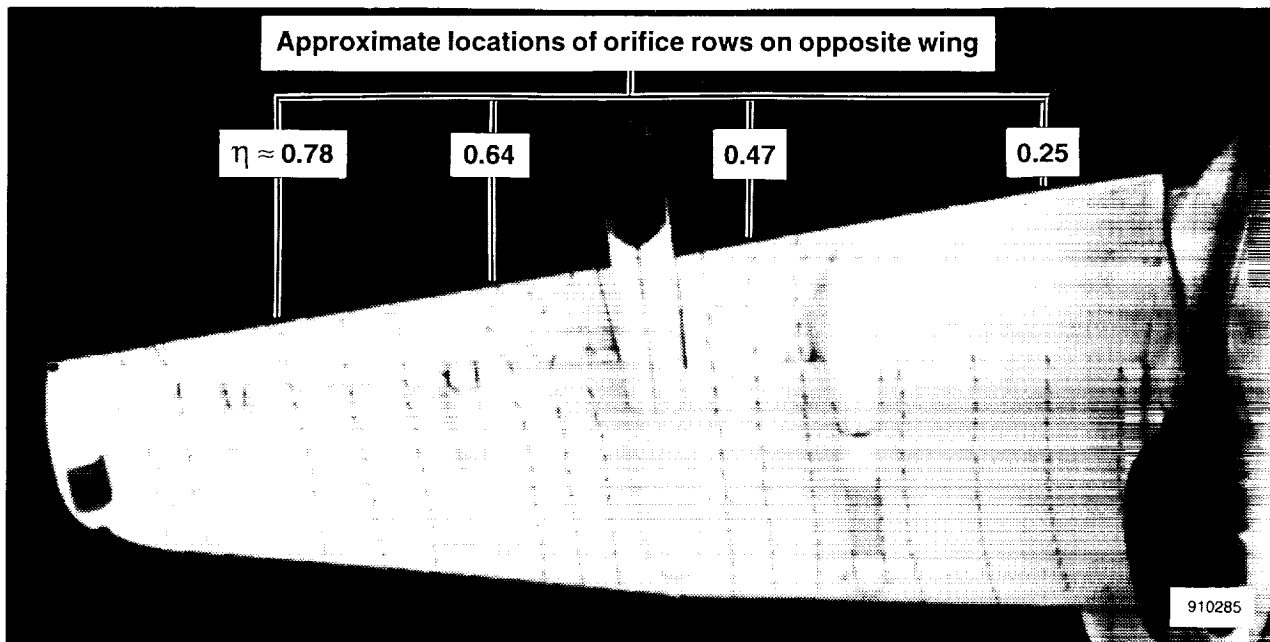 Approximate locations of orifice rows on opposite wing
η ≈ 0.78
0.64
0.47
0.25
910285